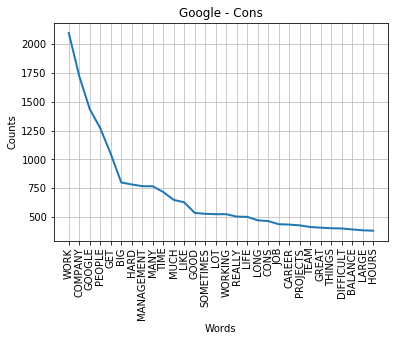 Google - Cons
2000
1750
1500
1250
1000
750
500
Counts
WORK
COMPANY
GOOGLE
PEOPLE
GET
BIG
HARD
MANAGEMENT
MANY
TIME
MUCH
LIKE
GOOD
SOMETIMES
LOT
WORKING
REALLY
LIFE
LONG
CONS
JOB
CAREER
PROJECTS
TEAM
GREAT
THINGS
DIFFICULT
BALANCE
LARGE
HOURS
Words